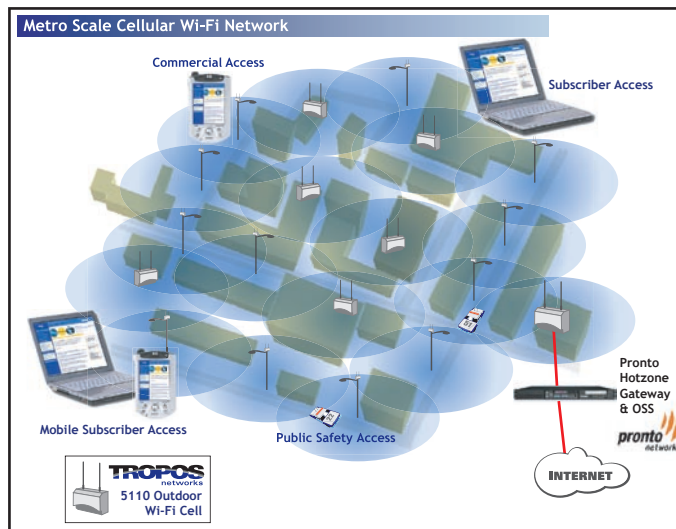 Metro Scale Cellular Wi-Fi Network
Commercial Access
Subscriber Access
Mobile Subscriber Access
Public Safety Access
Pronto
Hotzone
Gateway
& OSS
pronto
networks
INTERNET
TROPOS
networks
5110 Outdoor
Wi-Fi Cell